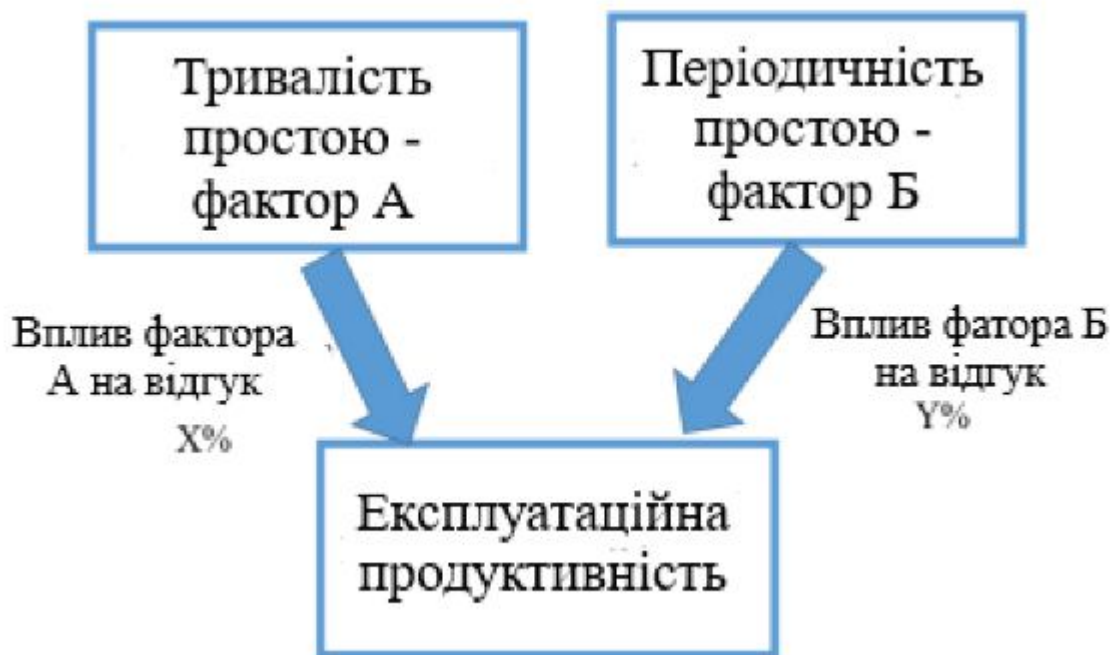 Тривалість
простою -
фактор А
Періодичність
простою -
фактор Б
Вплив фактора
А на відгук
X%
Вплив фатора Б
на відгук
Y%
Експлуатаційна
продуктивність